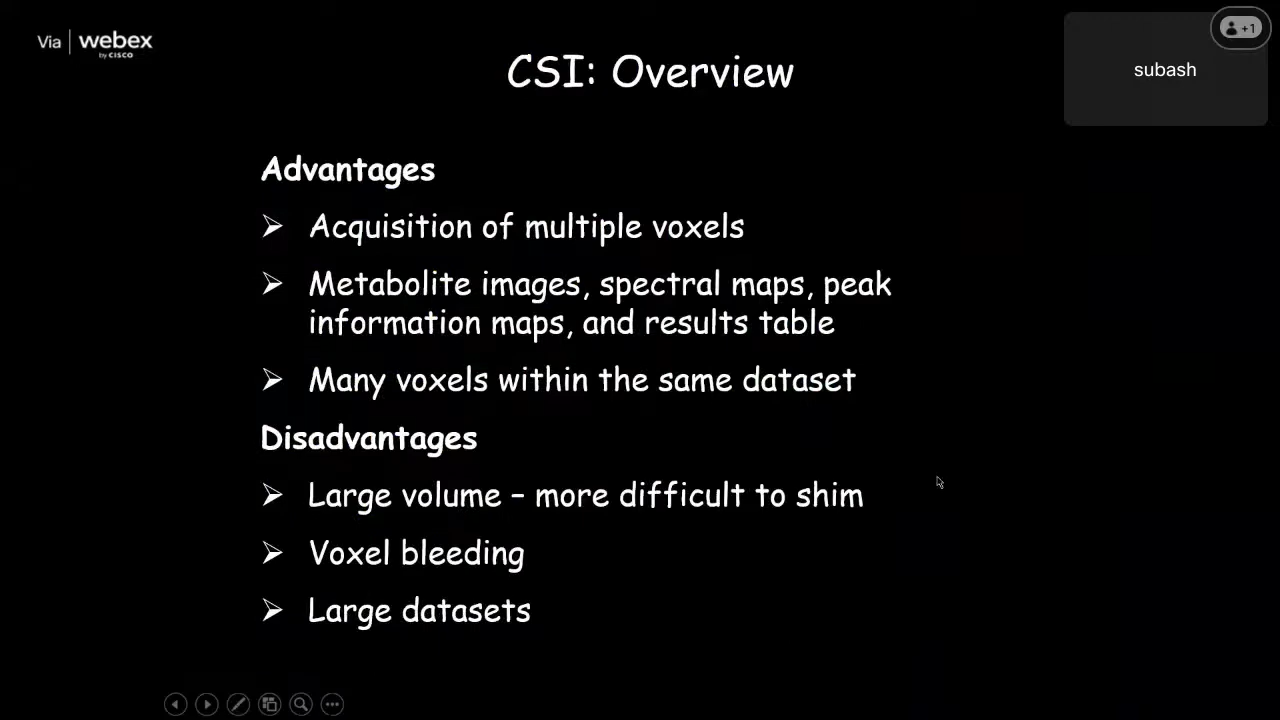 Via webex
by CISCO
+1
subash
CSI: Overview
Advantages
Acquisition of multiple voxels
Metabolite images, spectral maps, peak
information maps, and results table
Many voxels within the same dataset
Disadvantages
Large volume – more difficult to shim
Voxel bleeding
Large datasets